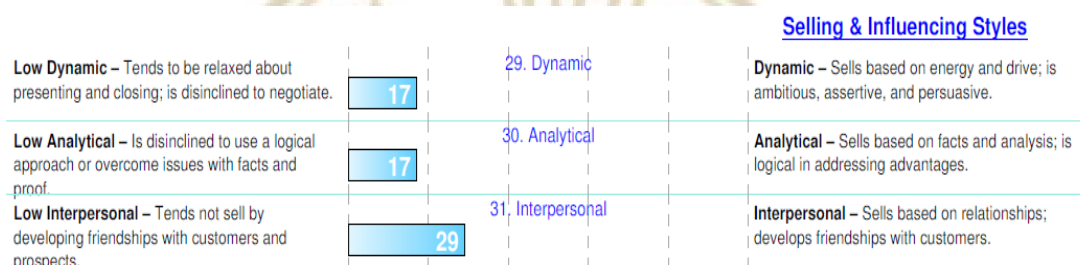 Selling & Influencing Styles
Low Dynamic – Tends to be relaxed about
presenting and closing; is disinclined to negotiate.
17
29. Dynamic
Dynamic – Sells based on energy and drive; is
ambitious, assertive, and persuasive.
Low Analytical – Is disinclined to use a logical
approach or overcome issues with facts and
proof.
17
30. Analytical
Analytical – Sells based on facts and analysis; is
logical in addressing advantages.
Low Interpersonal – Tends not sell by
developing friendships with customers and
prospects.
29
31. Interpersonal
Interpersonal – Sells based on relationships;
develops friendships with customers.